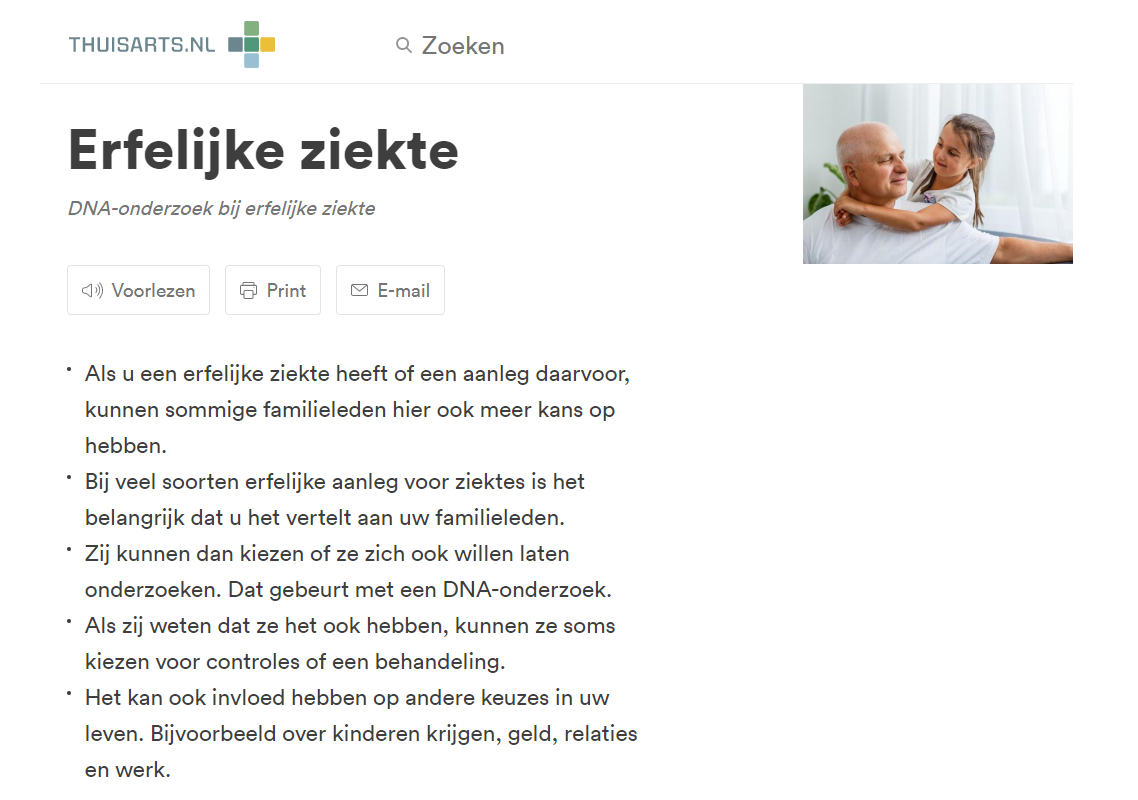 THUISARTS.NL
Zoeken
Erfelijke ziekte
DNA-onderzoek bij erfelijke ziekte
Voorlezen
Print
E-mail
• Als u een erfelijke ziekte heeft of een aanleg daarvoor,
kunnen sommige familieleden hier ook meer kans op
hebben.
• Bij veel soorten erfelijke aanleg voor ziektes is het
belangrijk dat u het vertelt aan uw familieleden.
• Zij kunnen dan kiezen of ze zich ook willen laten
onderzoeken. Dat gebeurt met een DNA-onderzoek.
• Als zij weten dat ze het ook hebben, kunnen ze soms
kiezen voor controles of een behandeling.
• Het kan ook invloed hebben op andere keuzes in uw
leven. Bijvoorbeeld over kinderen krijgen, geld, relaties
en werk.